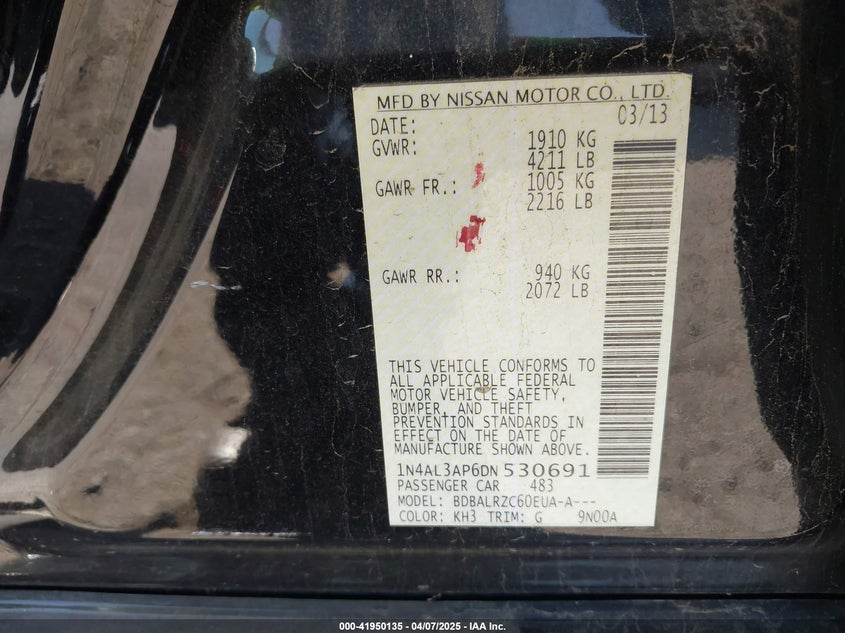 MFD BY NISSAN MOTOR CO., LTD.
DATE: 03/13
GVWR: 1910 KG
4211 LB
GAWR FR.: 1005 KG
2216 LB
GAWR RR.: 940 KG
2072 LB
THIS VEHICLE CONFORMS TO
ALL APPLICABLE FEDERAL
MOTOR VEHICLE SAFETY,
BUMPER, AND THEFT
PREVENTION STANDARDS IN
EFFECT ON THE DATE OF
MANUFACTURE SHOWN ABOVE.
1N4AL3AP6DN 530691
PASSENGER CAR 483
MODEL: BDBALRZC60EUA-A---
COLOR: KH3 TRIM: G 9N00A
000-41950135 - 04/07/2025 - IAA Inc.